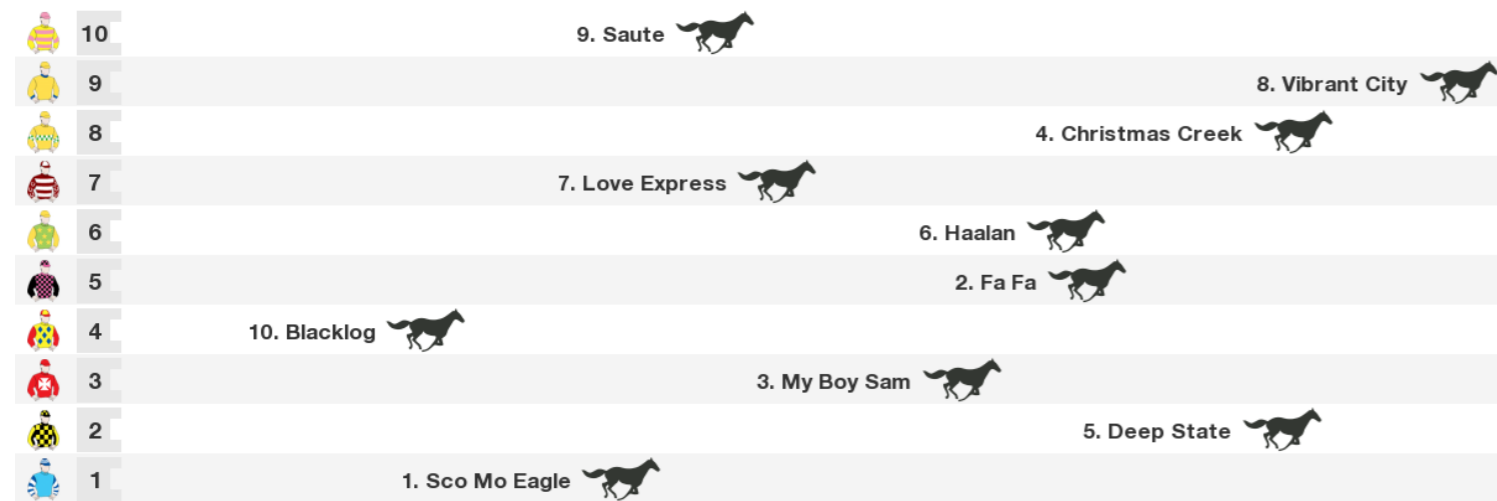 10 9. Saute
9 8. Vibrant City
8 4. Christmas Creek
7 7. Love Express
6 6. Haalan
5 2. Fa Fa
4 10. Blacklog
3 3. My Boy Sam
2 5. Deep State
1 1. Sco Mo Eagle